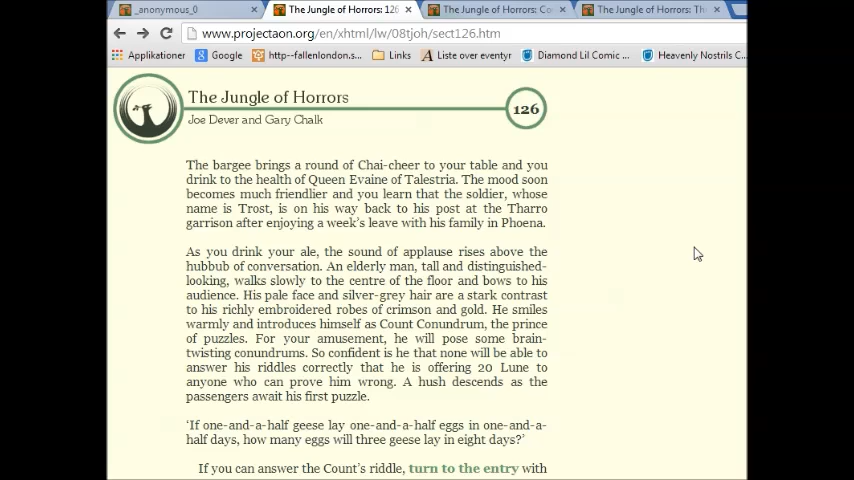 _anonymous_0
The Jungle of Horrors: 126
The Jungle of Horrors: Co
The Jungle of Horrors: Th
www.projectaon.org/en/xhtml/lw/08tjoh/sect126.htm
Applikationer
Google
http--fallenlondon.s...
Links
Liste over eventyr
Diamond Lil Comic ...
Heavenly Nostrils C...
The Jungle of Horrors
126
Joe Dever and Gary Chalk
The bargee brings a round of Chai-cheer to your table and you
drink to the health of Queen Evaine of Talestria. The mood soon
becomes much friendlier and you learn that the soldier, whose
name is Trost, is on his way back to his post at the Tharro
garrison after enjoying a week's leave with his family in Phoena.
As you drink your ale, the sound of applause rises above the
hubbub of conversation. An elderly man, tall and distinguished-
looking, walks slowly to the centre of the floor and bows to his
audience. His pale face and silver-grey hair are a stark contrast
to his richly embroidered robes of crimson and gold. He smiles
warmly and introduces himself as Count Conundrum, the prince
of puzzles. For your amusement, he will pose some brain-
twisting conundrums. So confident is he that none will be able to
answer his riddles correctly that he is offering 20 Lune to
anyone who can prove him wrong. A hush descends as the
passengers await his first puzzle.
‘If one-and-a-half geese lay one-and-a-half eggs in one-and-a-
half days, how many eggs will three geese lay in eight days?’
If you can answer the Count's riddle, turn to the entry with